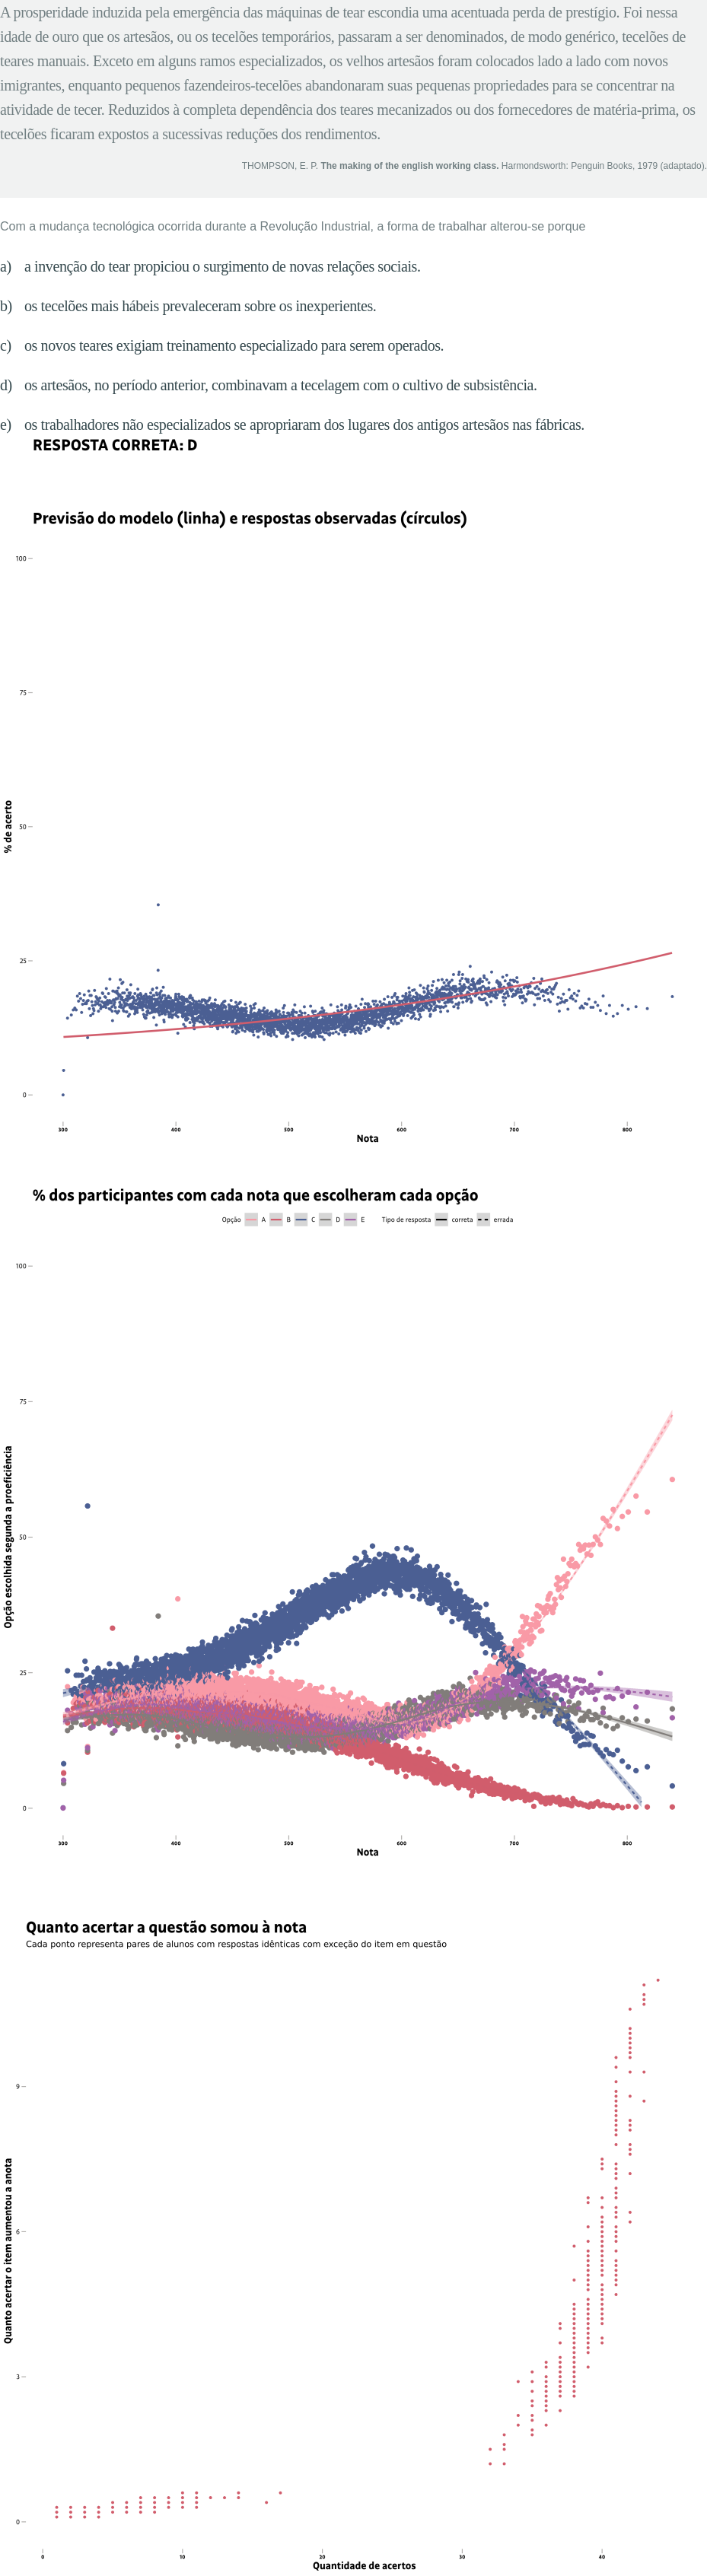 A prosperidade induzida pela emergência das máquinas de tear escondia uma acentuada perda de prestígio. Foi nessa
idade de ouro que os artesãos, ou os tecelões temporários, passaram a ser denominados, de modo genérico, tecelões de
teares manuais. Exceto em alguns ramos especializados, os velhos artesãos foram colocados lado a lado com novos
imigrantes, enquanto pequenos fazendeiros-tecelões abandonaram suas pequenas propriedades para se concentrar na
atividade de tecer. Reduzidos à completa dependência dos teares mecanizados ou dos fornecedores de matéria-prima, os
tecelões ficaram expostos a sucessivas reduções dos rendimentos.
THOMPSON, E. P. The making of the english working class. Harmondsworth: Penguin Books, 1979 (adaptado).
Com a mudança tecnológica ocorrida durante a Revolução Industrial, a forma de trabalhar alterou-se porque
a) a invenção do tear propiciou o surgimento de novas relações sociais.
b) os tecelões mais hábeis prevaleceram sobre os inexperientes.
c) os novos teares exigiam treinamento especializado para serem operados.
d) os artesãos, no período anterior, combinavam a tecelagem com o cultivo de subsistência.
e) os trabalhadores não especializados se apropriaram dos lugares dos antigos artesãos nas fábricas.
RESPOSTA CORRETA: D
Previsão do modelo (linha) e respostas observadas (círculos)
100
75
50
25
0
% de acerto
300 400 500 600 700 800
Nota
% dos participantes com cada nota que escolheram cada opção
Opção A B C D E Tipo de resposta correta errada
100
75
50
25
0
Opção escolhida segunda a proeficiência
300 400 500 600 700 800
Nota
Quanto acertar a questão somou à nota
Cada ponto representa pares de alunos com respostas idênticas com exceção do item em questão
9
6
3
0
Quanto acertar o item aumentou a anota
0 10 20 30 40
Quantidade de acertos